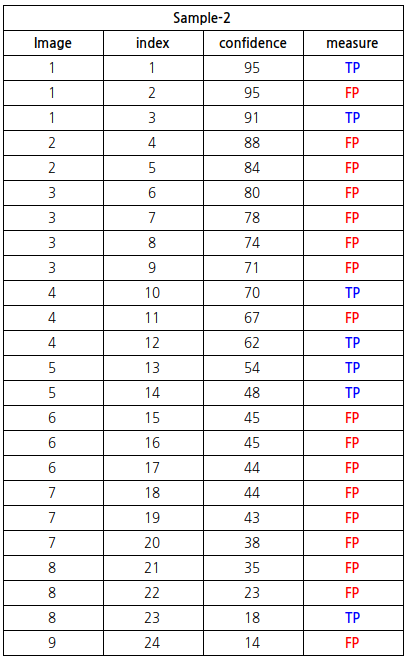 Sample-2
Image index confidence measure
1 1 95 TP
1 2 95 FP
1 3 91 TP
2 4 88 FP
2 5 84 FP
3 6 80 FP
3 7 78 FP
3 8 74 FP
3 9 71 FP
4 10 70 TP
4 11 67 FP
4 12 62 TP
5 13 54 TP
5 14 48 TP
6 15 45 FP
6 16 45 FP
6 17 44 FP
7 18 44 FP
7 19 43 FP
7 20 38 FP
8 21 35 FP
8 22 23 FP
8 23 18 TP
9 24 14 FP